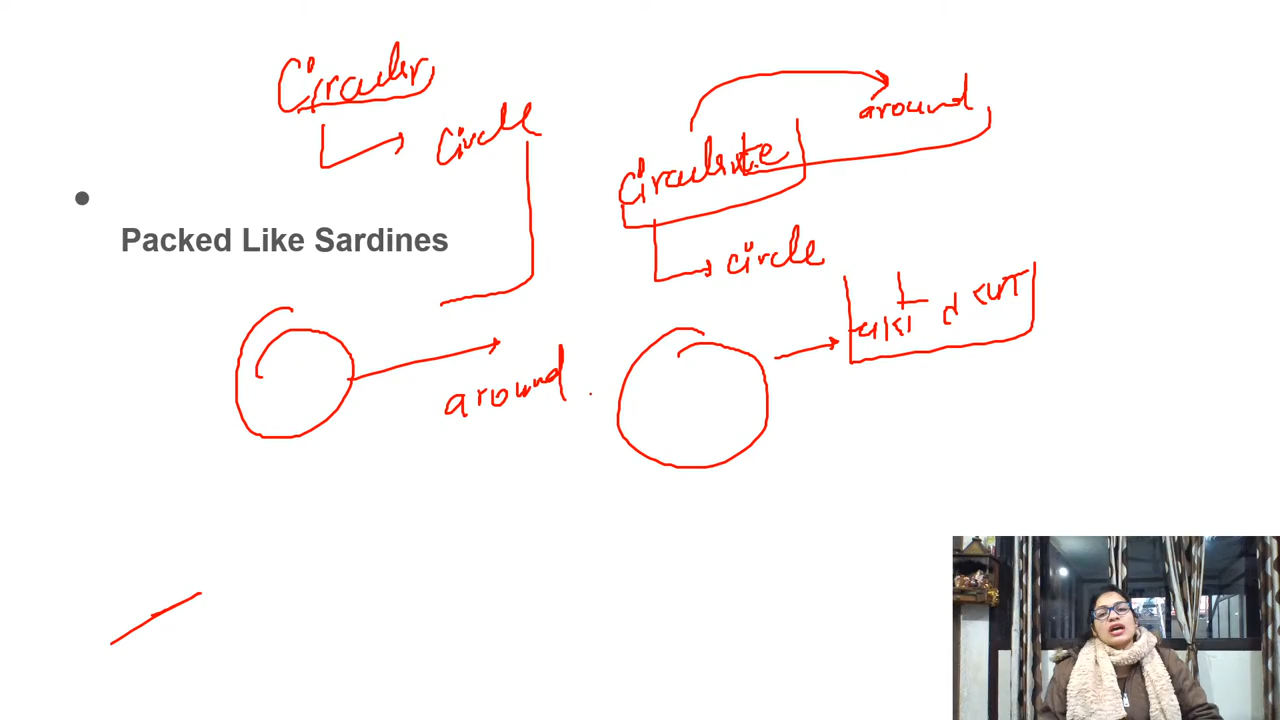 Circular
circle
around
Circulate
Packed Like Sardines
circle
around